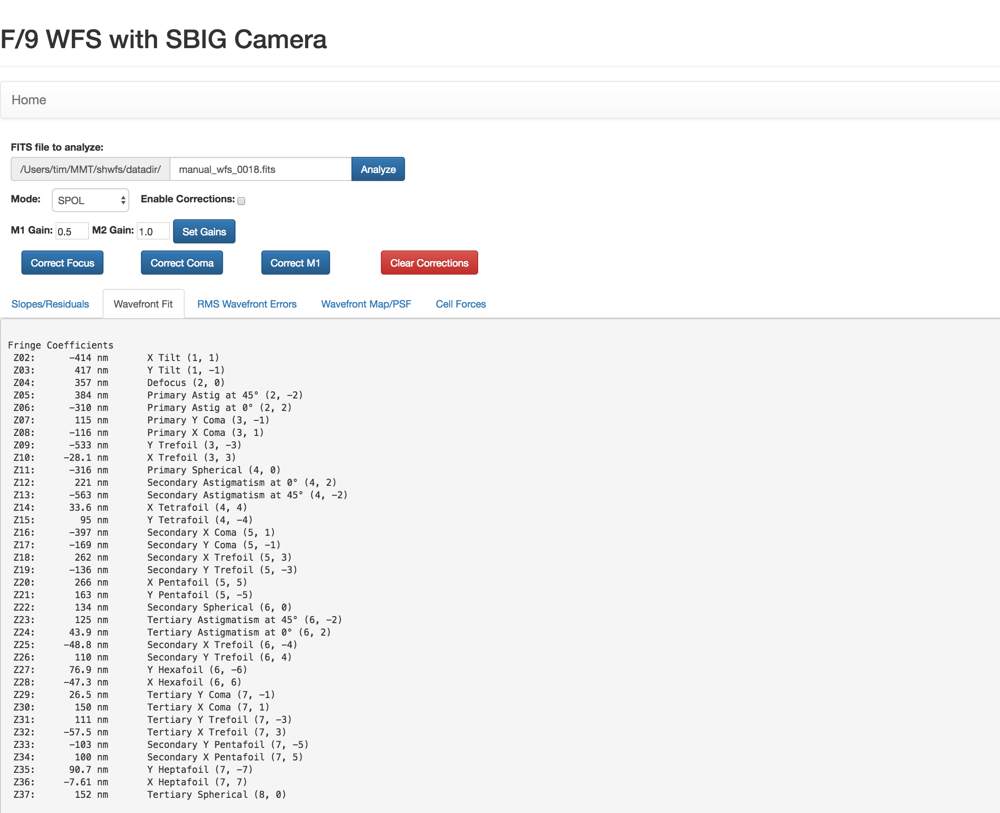 F/9 WFS with SBIG Camera
Home
FITS file to analyze:
/Users/tim/MMT/shwfs/datadir/ manual_wfs_0018.fits Analyze
Mode: SPOL Enable Corrections:
M1 Gain: 0.5 M2 Gain: 1.0 Set Gains
Correct Focus Correct Coma Correct M1 Clear Corrections
Slopes/Residuals Wavefront Fit RMS Wavefront Errors Wavefront Map/PSF Cell Forces
Fringe Coefficients
Z02: −414 nm X Tilt (1, 1)
Z03: 417 nm Y Tilt (1, −1)
Z04: 357 nm Defocus (2, 0)
Z05: 384 nm Primary Astig at 45° (2, −2)
Z06: −310 nm Primary Astig at 0° (2, 2)
Z07: 115 nm Primary Y Coma (3, −1)
Z08: −116 nm Primary X Coma (3, 1)
Z09: −533 nm Y Trefoil (3, −3)
Z10: −28.1 nm X Trefoil (3, 3)
Z11: −316 nm Primary Spherical (4, 0)
Z12: 221 nm Secondary Astigmatism at 0° (4, 2)
Z13: −563 nm Secondary Astigmatism at 45° (4, −2)
Z14: 33.6 nm X Tetrafoil (4, 4)
Z15: 95 nm Y Tetrafoil (4, −4)
Z16: −397 nm Secondary X Coma (5, 1)
Z17: −169 nm Secondary Y Coma (5, −1)
Z18: 262 nm Secondary X Trefoil (5, 3)
Z19: −136 nm Secondary Y Trefoil (5, −3)
Z20: 266 nm X Pentafoil (5, 5)
Z21: 163 nm Y Pentafoil (5, −5)
Z22: 134 nm Secondary Spherical (6, 0)
Z23: 125 nm Tertiary Astigmatism at 45° (6, −2)
Z24: 43.9 nm Tertiary Astigmatism at 0° (6, 2)
Z25: −48.8 nm Secondary X Trefoil (6, −4)
Z26: 110 nm Secondary Y Trefoil (6, 4)
Z27: 76.9 nm Y Hexafoil (6, −6)
Z28: −47.3 nm X Hexafoil (6, 6)
Z29: 26.5 nm Tertiary Y Coma (7, −1)
Z30: 150 nm Tertiary X Coma (7, 1)
Z31: 111 nm Tertiary Y Trefoil (7, −3)
Z32: −57.5 nm Tertiary X Trefoil (7, 3)
Z33: −103 nm Secondary Y Pentafoil (7, −5)
Z34: 100 nm Secondary X Pentafoil (7, 5)
Z35: 90.7 nm Y Heptafoil (7, −7)
Z36: −7.61 nm X Heptafoil (7, 7)
Z37: 152 nm Tertiary Spherical (8, 0)